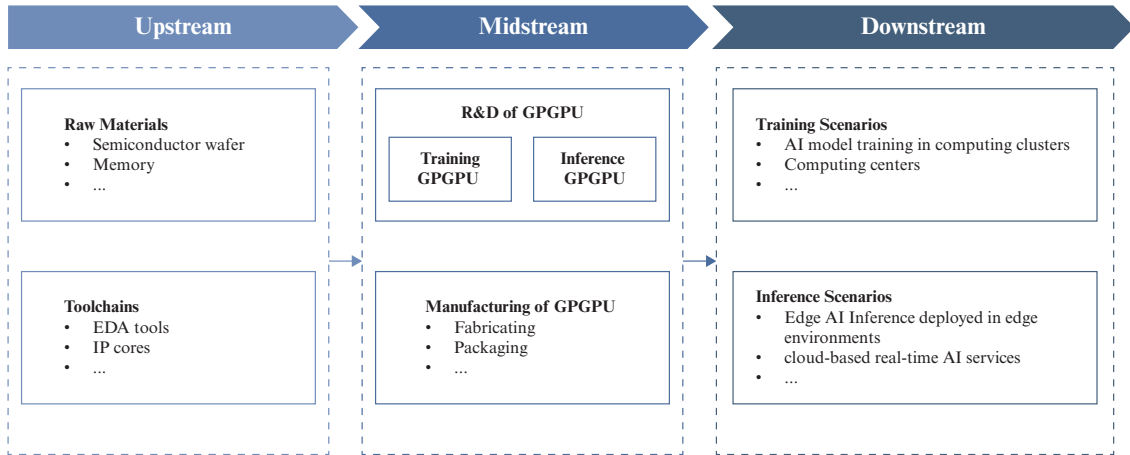 Upstream
Midstream
Downstream
Raw Materials
• Semiconductor wafer
• Memory
• ...
Toolchains
• EDA tools
• IP cores
• ...
R&D of GPGPU
Training
GPGPU
Inference
GPGPU
Manufacturing of GPGPU
• Fabricating
• Packaging
• ...
Training Scenarios
• AI model training in computing clusters
• Computing centers
• ...
Inference Scenarios
• Edge AI Inference deployed in edge
environments
• cloud-based real-time AI services
• ...